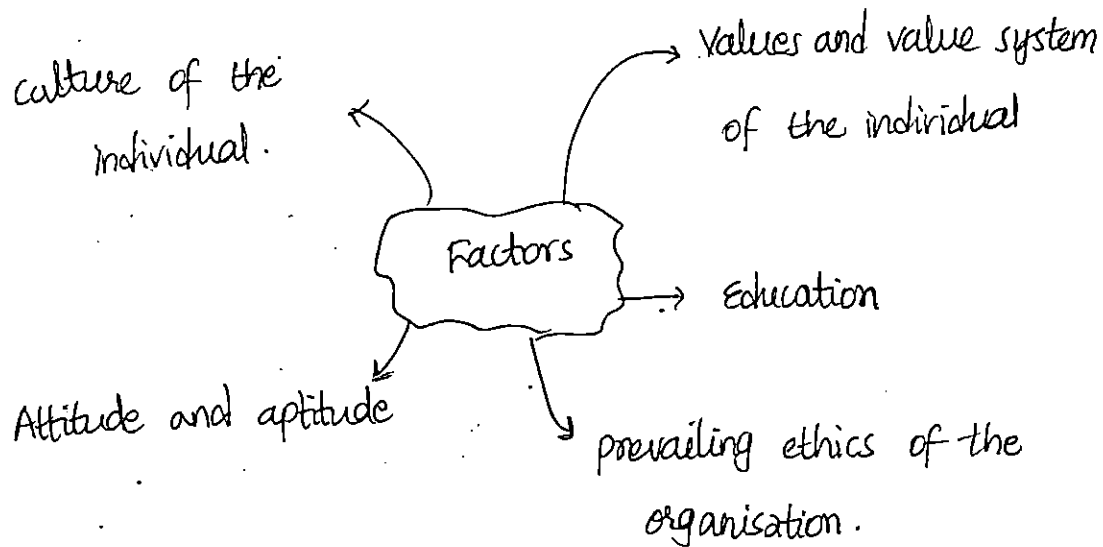 Values and value system
of the individual
culture of the
individual.
Factors
Education
Attitude and aptitude
prevailing ethics of the
organisation.